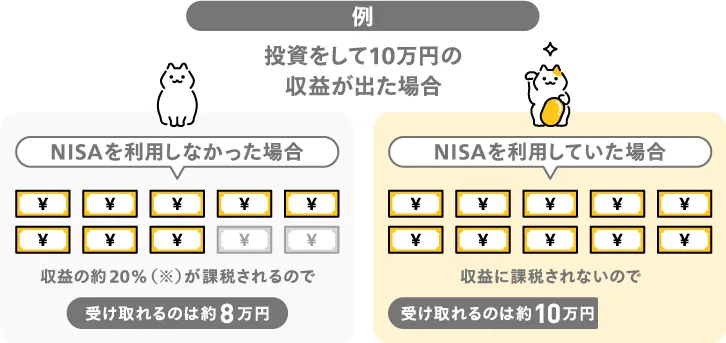 例
投資をして10万円の
収益が出た場合
NISAを利用しなかった場合
¥ ¥ ¥ ¥ ¥
¥ ¥ ¥ ¥ ¥
収益の約20%（※）が課税されるので
受け取れるのは約8万円
NISAを利用していた場合
¥ ¥ ¥ ¥ ¥
¥ ¥ ¥ ¥ ¥
収益に課税されないので
受け取れるのは約10万円